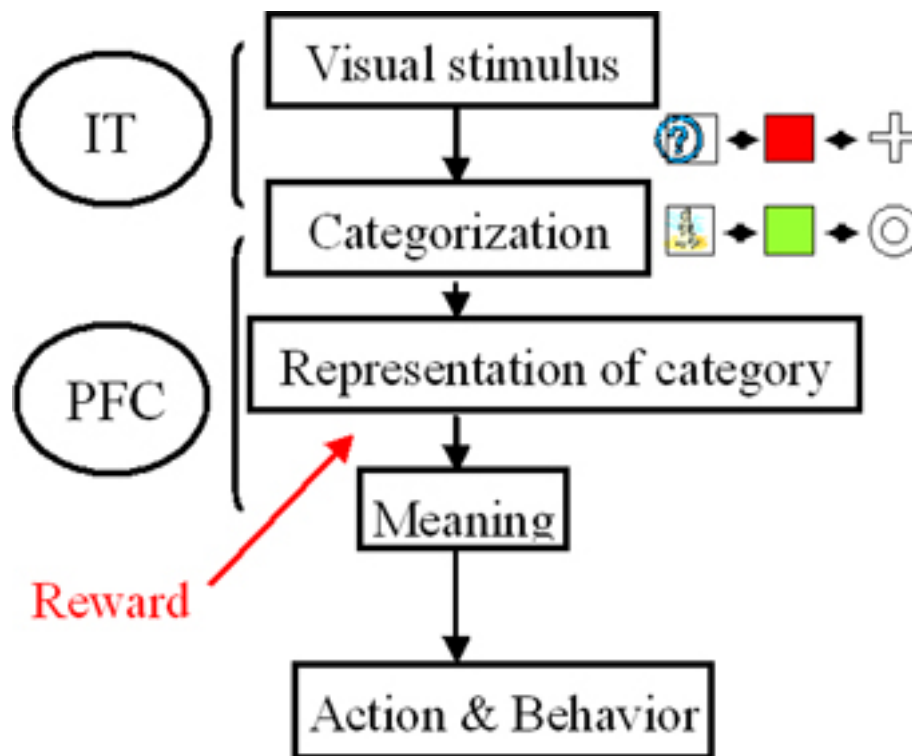 Visual stimulus
IT
?
Categorization
Representation of category
PFC
Meaning
Reward
Action & Behavior